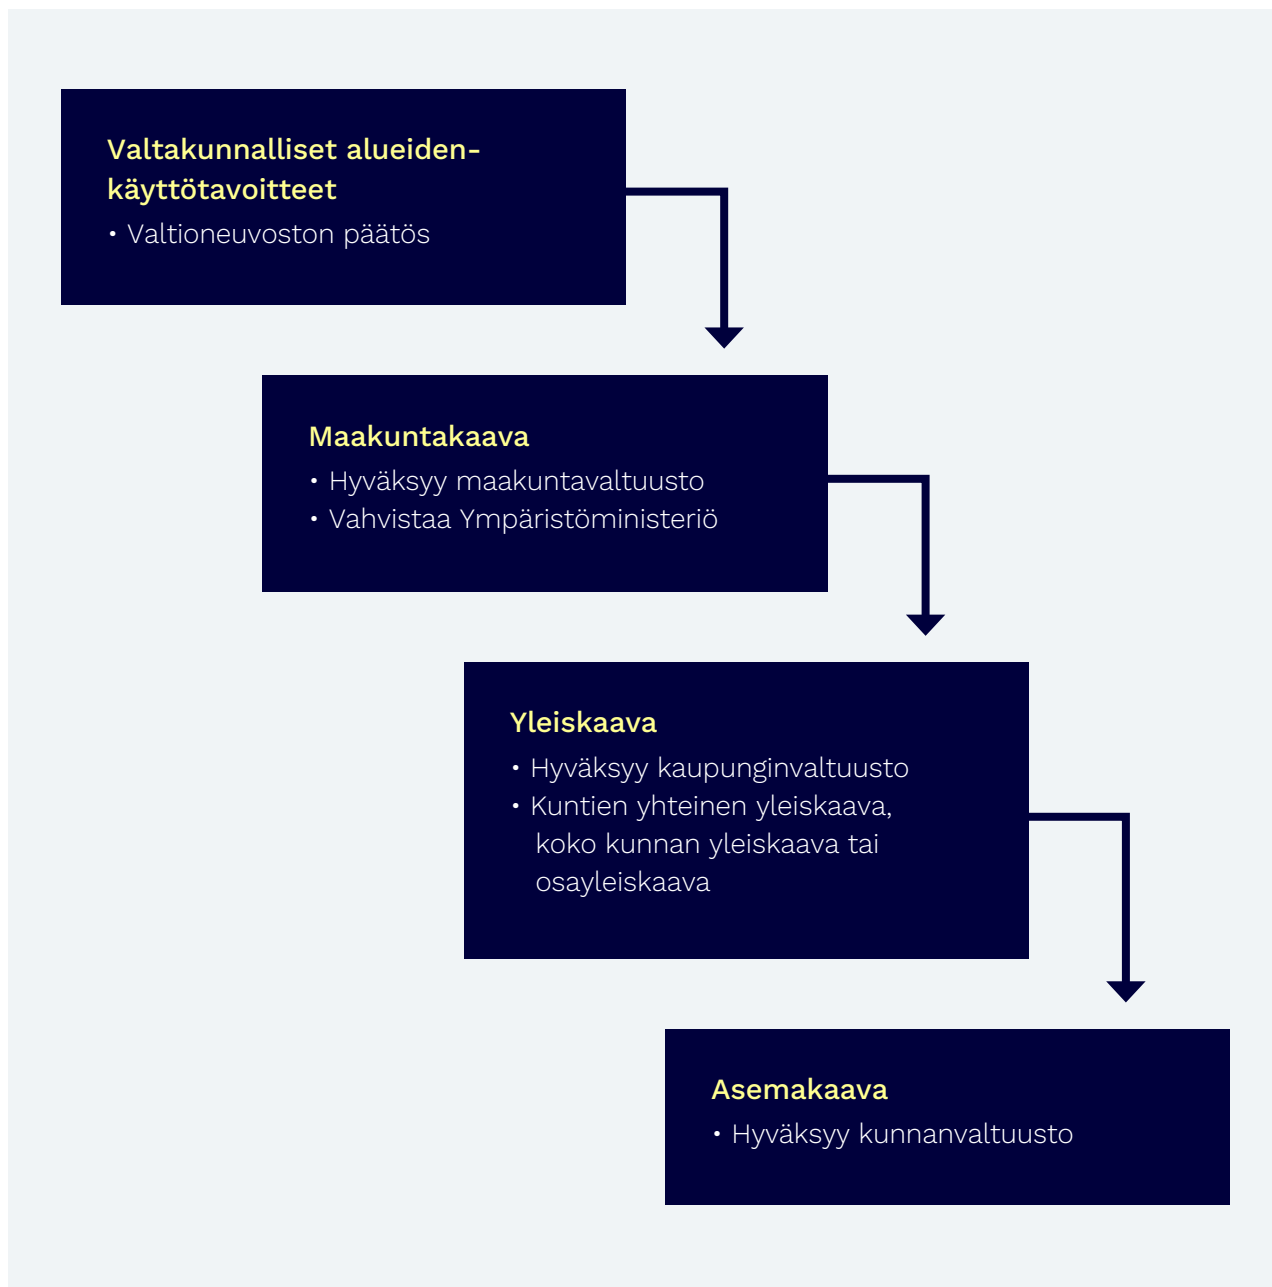 Valtakunnalliset alueiden-
käyttötavoitteet
• Valtioneuvoston päätös
Maakuntakaava
• Hyväksyy maakuntavaltuusto
• Vahvistaa Ympäristöministeriö
Yleiskaava
• Hyväksyy kaupunginvaltuusto
• Kuntien yhteinen yleiskaava,
koko kunnan yleiskaava tai
osayleiskaava
Asemakaava
• Hyväksyy kunnanvaltuusto